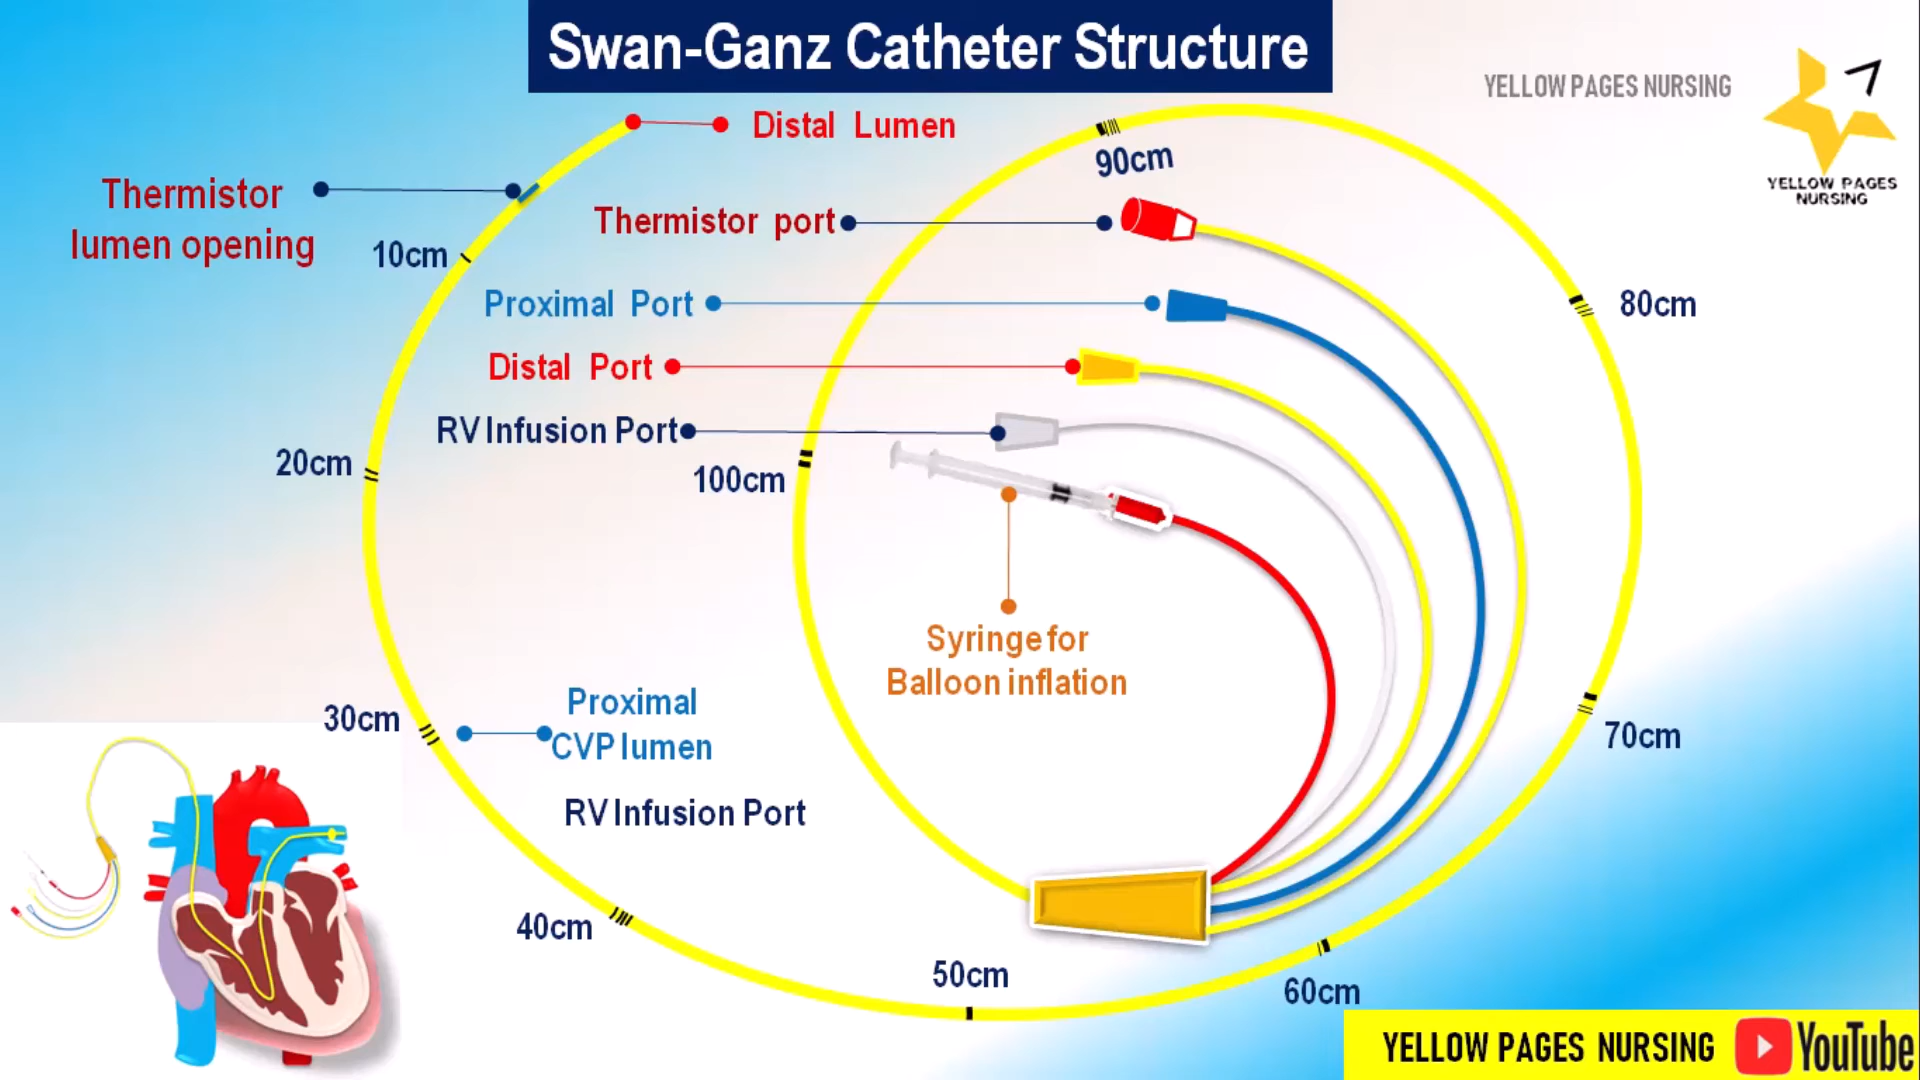 Swan-Ganz Catheter Structure
YELLOW PAGES NURSING
YELLOW PAGES
NURSING
Distal Lumen
90cm
Thermistor
lumen opening
Thermistor port
10cm
Proximal Port
80cm
Distal Port
RV Infusion Port
20cm
100cm
Syringe for
Balloon inflation
30cm
Proximal
CVP lumen
70cm
RV Infusion Port
40cm
50cm
60cm
YELLOW PAGES NURSING YouTube